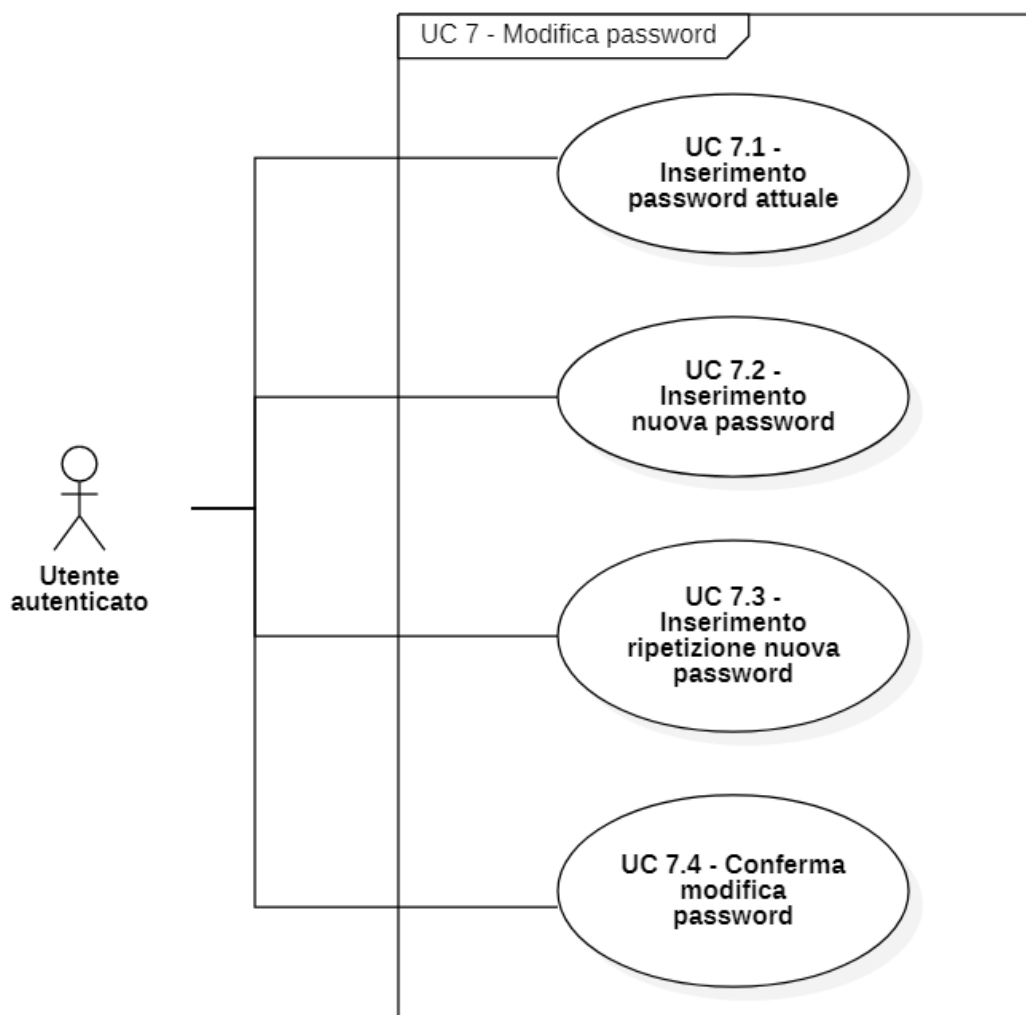 UC 7 - Modifica password
UC 7.1 -
Inserimento
password attuale
UC 7.2 -
Inserimento
nuova password
Utente
autenticato
UC 7.3 -
Inserimento
ripetizione nuova
password
UC 7.4 - Conferma
modifica
password